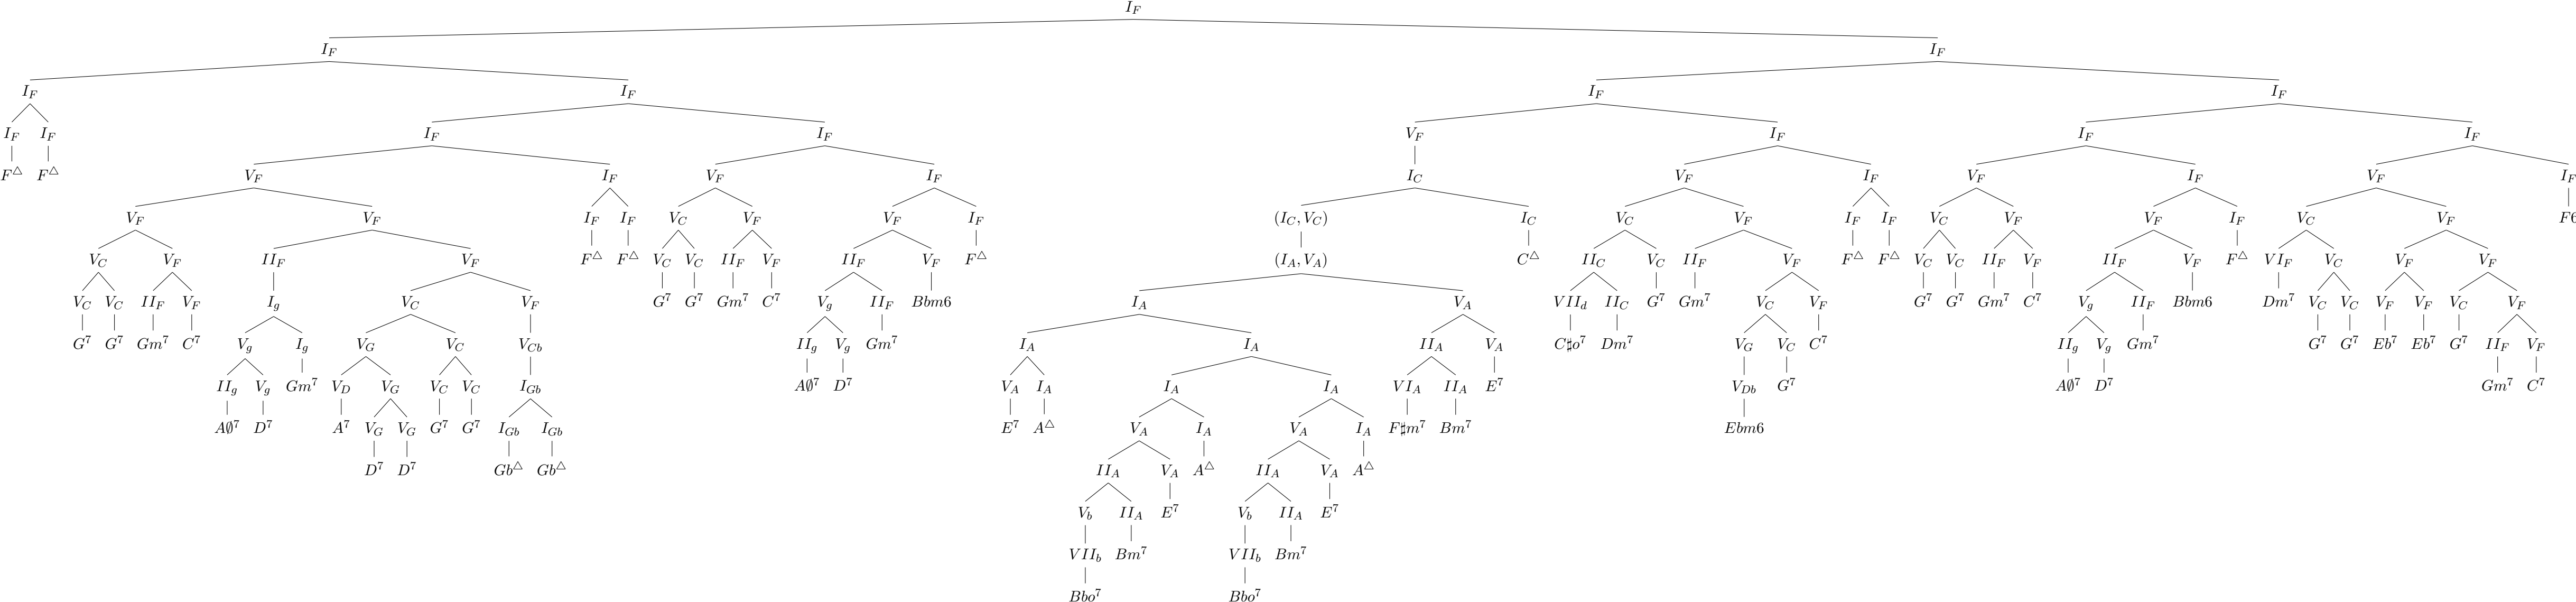 I_F
I_F I_F
I_F I_F I_F I_F
I_F I_F I_F I_F V_F I_F I_F I_F
F^△ F^△ V_F I_F V_F I_F I_C V_F I_F V_F I_F V_F I_F
V_F V_F I_F I_F V_C V_F V_F I_F (I_C, V_C) I_C V_C V_F I_F I_F V_C V_F V_F I_F V_C V_F F6
V_C V_F II_F V_F F^△ F^△ V_C V_C II_F V_F II_F V_F F^△ (I_A, V_A) C^△ II_C V_C II_F V_F F^△ F^△ V_C V_C II_F V_F II_F V_F F^△ VI_F V_C V_F V_F
V_C V_C II_F V_F I_g V_C V_F G^7 G^7 Gm^7 C^7 V_g II_F Bbm6 I_A V_A VII_d II_C G^7 Gm^7 V_C V_F G^7 G^7 Gm^7 C^7 V_g II_F Bbm6 Dm^7 V_C V_C V_F V_F V_C V_F
G^7 G^7 Gm^7 C^7 V_g I_g V_G V_C V_{Cb} II_g V_g Gm^7 I_A I_A II_A V_A C♯o^7 Dm^7 V_G V_C C^7 II_g V_g Gm^7 G^7 G^7 Eb^7 Eb^7 G^7 II_F V_F
II_g V_g Gm^7 V_D V_G V_C V_C I_{Gb} A∅^7 D^7 V_A I_A I_A I_A VI_A II_A E^7 V_{Db} G^7 A∅^7 D^7 Gm^7 C^7
A∅^7 D^7 A^7 V_G V_G G^7 G^7 I_{Gb} I_{Gb} E^7 A^△ V_A I_A V_A I_A F♯m^7 Bm^7 Ebm6
D^7 D^7 Gb^△ Gb^△ II_A V_A A^△ II_A V_A A^△
V_b II_A E^7 V_b II_A E^7
VII_b Bm^7 VII_b Bm^7
Bbo^7 Bbo^7